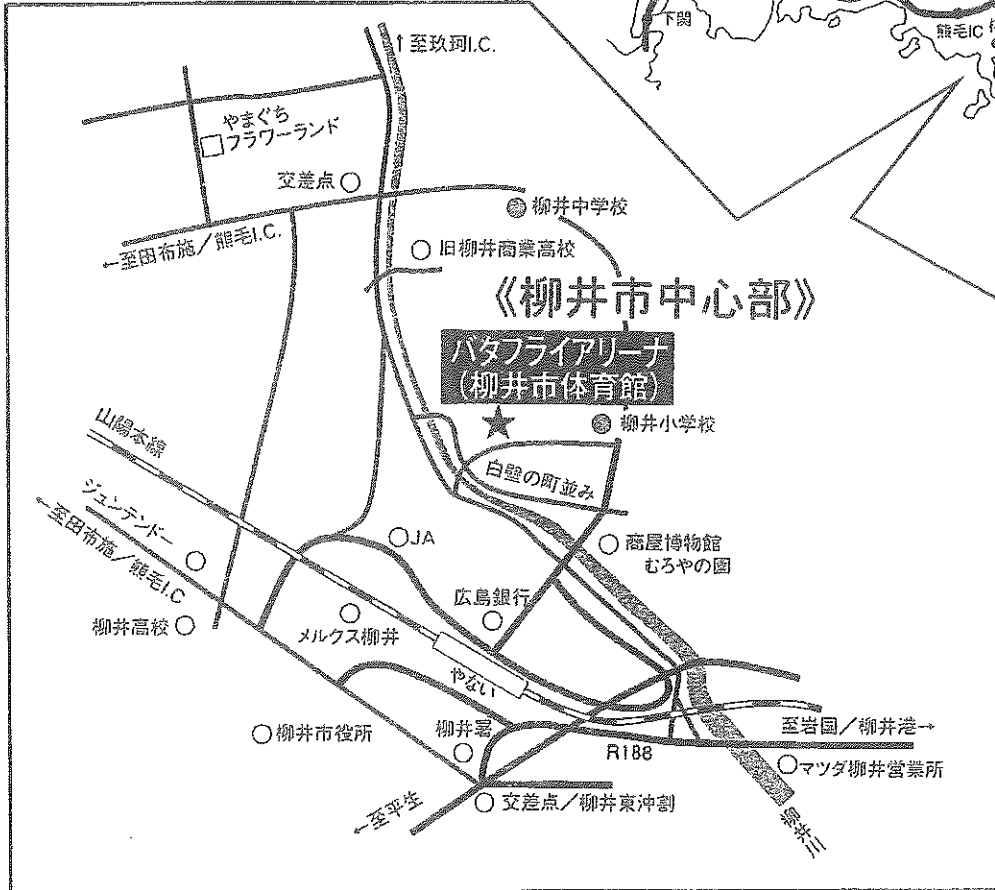 下関
熊毛IC
↑至玖珂I.C.
やまぐち
フラワーランド
交差点
柳井中学校
←至田布施/熊毛I.C.
旧柳井商業高校
《柳井市中心部》
バタフライアリーナ
(柳井市体育館)
柳井小学校
山陽本線
白壁の町並み
ジュンテンドー
←至田布施/熊毛I.C
JA
商屋博物館
むろやの園
広島銀行
柳井高校
メルクス柳井
やない
柳井市役所
柳井署
至岩国/柳井港→
R188
マツダ柳井営業所
←至平生
交差点/柳井東沖割
柳井川